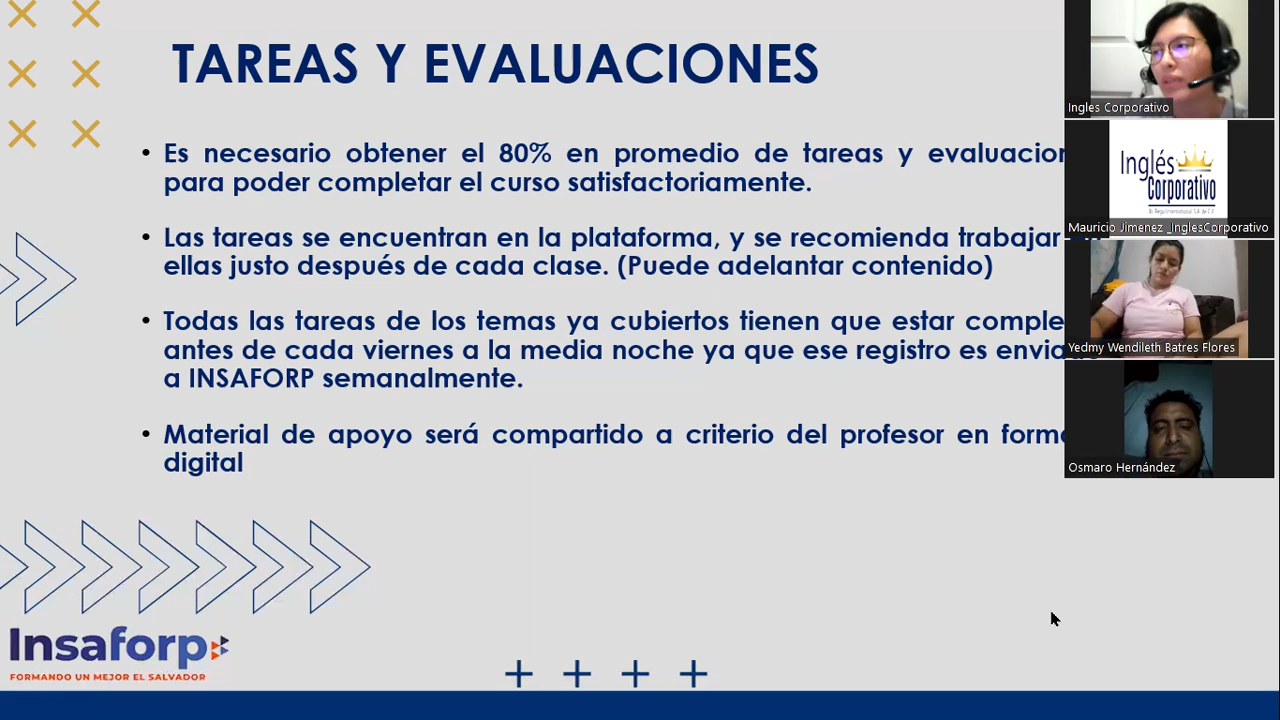 TAREAS Y EVALUACIONES
• Es necesario obtener el 80% en promedio de tareas y evaluacion
para poder completar el curso satisfactoriamente.
• Las tareas se encuentran en la plataforma, y se recomienda trabajar
ellas justo después de cada clase. (Puede adelantar contenido)
• Todas las tareas de los temas ya cubiertos tienen que estar comple
antes de cada viernes a la media noche ya que ese registro es envia
a INSAFORP semanalmente.
• Material de apoyo será compartido a criterio del profesor en forma
digital
Insaforp
FORMANDO UN MEJOR EL SALVADOR
Ingles Corporativo
Inglés
Corporativo
Mauricio Jimenez _InglesCorporativo
Yedmy Wendileth Batres Flores
Osmaro Hernández